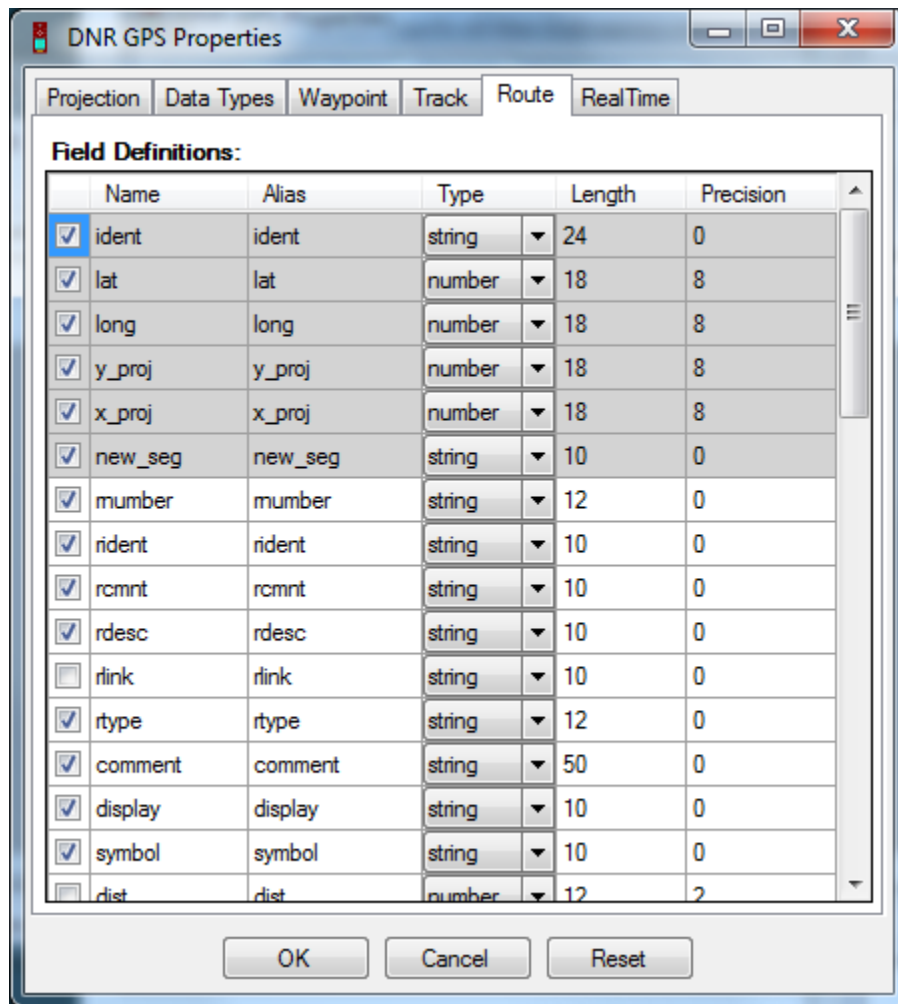 DNR GPS Properties
Projection Data Types Waypoint Track Route RealTime
Field Definitions:
Name Alias Type Length Precision
ident ident string 24 0
lat lat number 18 8
long long number 18 8
y_proj y_proj number 18 8
x_proj x_proj number 18 8
new_seg new_seg string 10 0
rnumber rnumber string 12 0
rident rident string 10 0
rcmnt rcmnt string 10 0
rdesc rdesc string 10 0
rlink rlink string 10 0
rtype rtype string 12 0
comment comment string 50 0
display display string 10 0
symbol symbol string 10 0
dist dist number 12 2
OK Cancel Reset